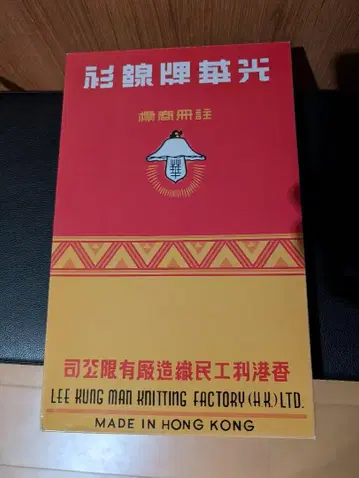 光華牌線衫
註冊商標
香港利工民織造廠有限公司
LEE KUNG MAN KNITTING FACTORY (H.K.) LTD.
MADE IN HONG KONG